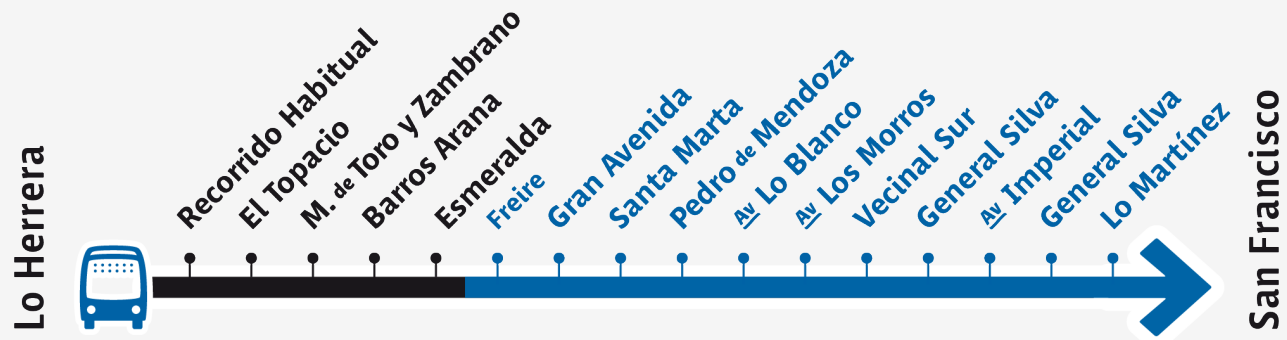 Lo Herrera
Recorrido Habitual
El Topacio
M. de Toro y Zambrano
Barros Arana
Esmeralda
Freire
Gran Avenida
Santa Marta
Pedro de Mendoza
Av Lo Blanco
Av Los Morros
Vecinal Sur
General Silva
Av Imperial
General Silva
Lo Martínez
San Francisco